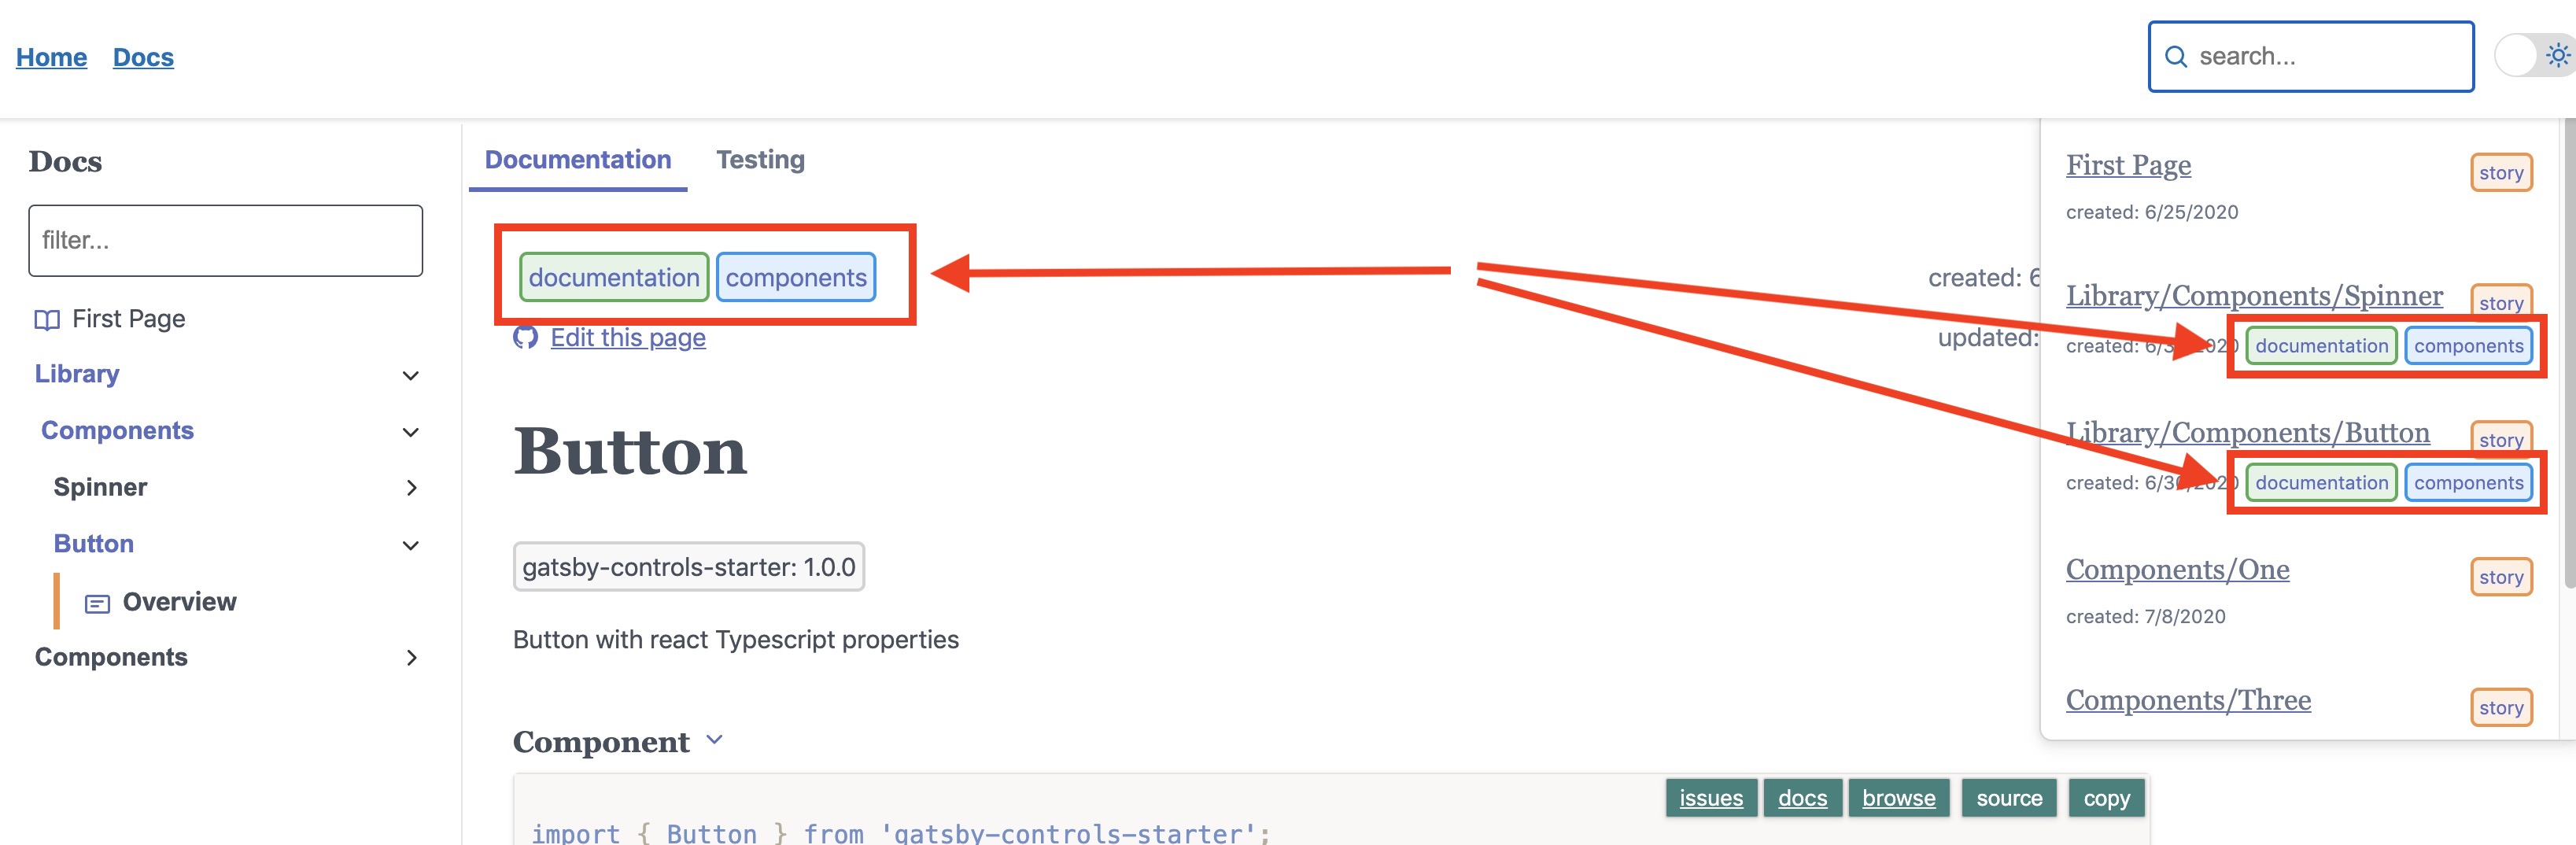 Home Docs
search...
Docs
filter...
First Page
Library
Components
Spinner
Button
Overview
Components
Documentation Testing
documentation components
created: 6
Edit this page
updated:
Button
gatsby-controls-starter: 1.0.0
Button with react Typescript properties
Component
issues docs browse source copy
import { Button } from 'gatsby-controls-starter';
First Page story
created: 6/25/2020
Library/Components/Spinner story
created: 6/3 020 documentation components
Library/Components/Button story
created: 6/30/2020 documentation components
Components/One story
created: 7/8/2020
Components/Three story